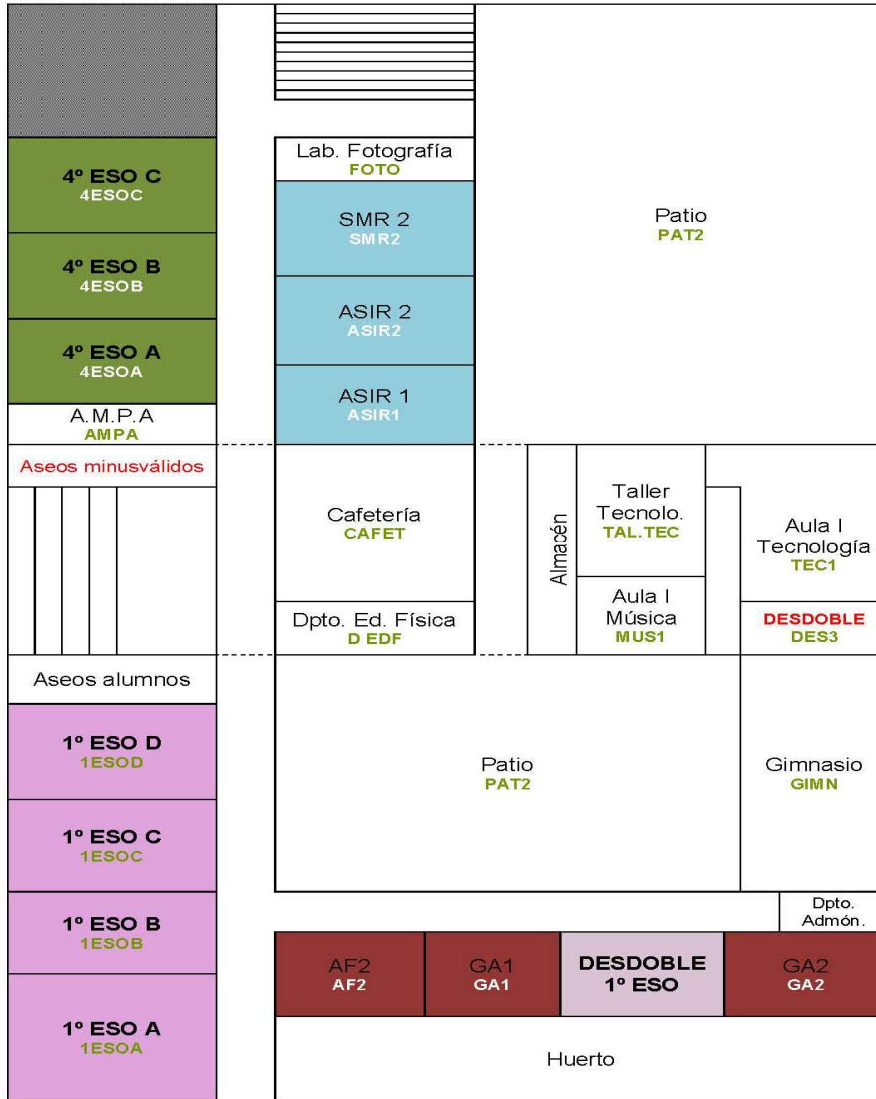 4º ESO C
4ESOC
4º ESO B
4ESOB
4º ESO A
4ESOA
A.M.P.A
AMPA
Aseos minusválidos
Aseos alumnos
1º ESO D
1ESOD
1º ESO C
1ESOC
1º ESO B
1ESOB
1º ESO A
1ESOA
Lab. Fotografía
FOTO
SMR 2
SMR2
ASIR 2
ASIR2
ASIR 1
ASIR1
Cafetería
CAFET
Dpto. Ed. Física
D EDF
Patio
PAT2
Almacén
Taller
Tecnolo.
TAL.TEC
Aula I
Música
MUS1
Aula I
Tecnología
TEC1
DESDOBLE
DES3
Patio
PAT2
Gimnasio
GIMN
Dpto.
Admón.
AF2
AF2
GA1
GA1
DESDOBLE
1º ESO
GA2
GA2
Huerto